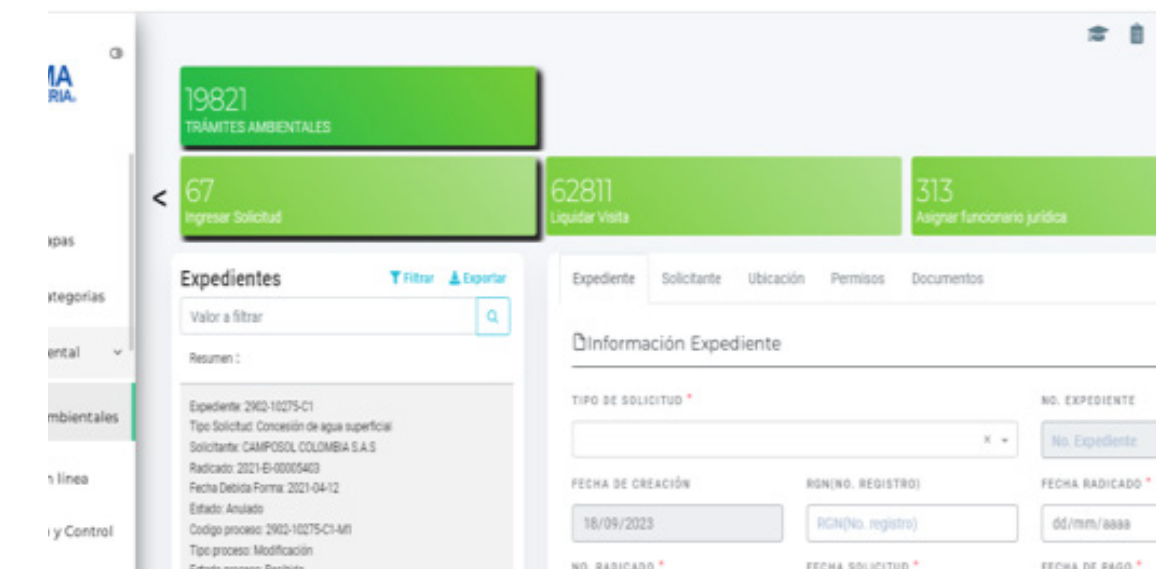 19821
TRÁMITES AMBIENTALES
<
67
Ingresar Solicitud
62811
Liquidar Visita
313
Asignar funcionario jurídica
apas
ategorias
ental
mbientales
n línea
y Control
Expedientes
Filtrar
Exportar
Valor a filtrar
Resumen :
Expediente: 2902-10275-C1
Tipo Solicitud: Concesión de agua superficial
Solicitante: CAMPOSOL COLOMBIA S.A.S
Radicado: 2021-EI-00005403
Fecha Debida Forma: 2021-04-12
Estado: Anulado
Codigo proceso: 2902-10275-C1-M1
Tipo proceso: Modificación
Estado proceso: Recibido
Expediente
Solicitante
Ubicación
Permisos
Documentos
Información Expediente
TIPO DE SOLICITUD *
NO. EXPEDIENTE
No. Expediente
FECHA DE CREACIÓN
RGN(NO. REGISTRO)
FECHA RADICADO *
18/09/2023
RGN(No. registro)
dd/mm/aaaa
NO. RADICADO *
FECHA SOLICITUD *
FECHA DE PAGO *